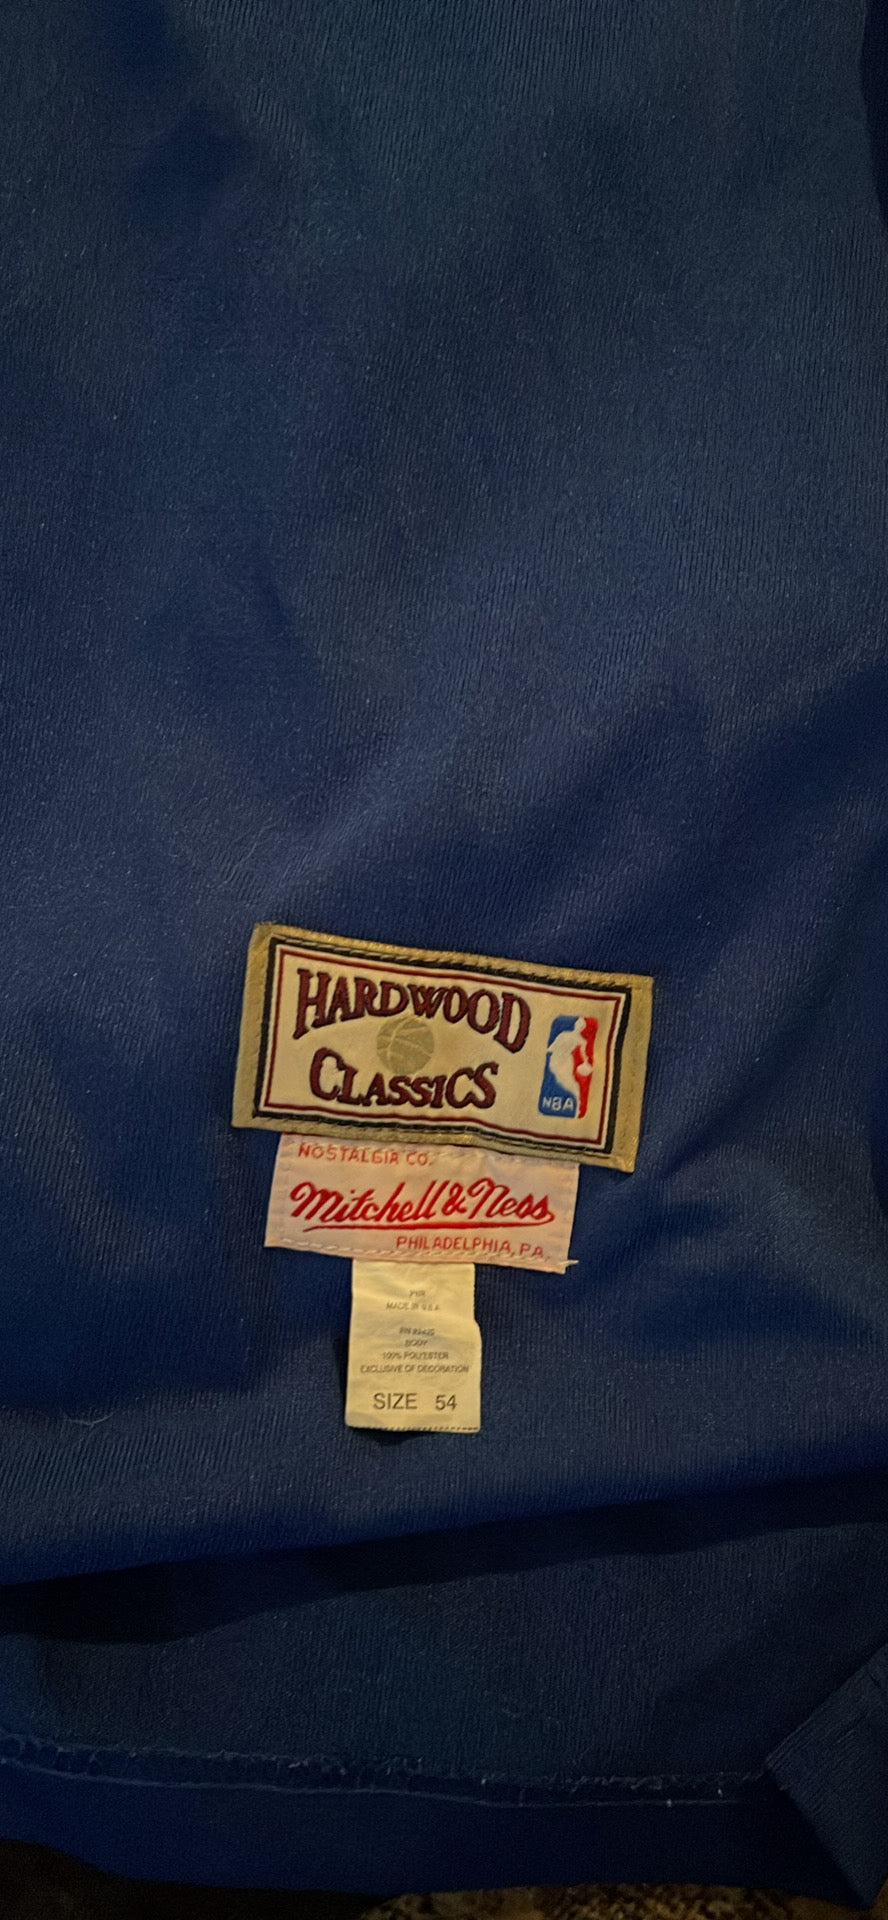 HARDWOOD
CLASSICS
NBA
NOSTALGIA CO.
Mitchell & Ness
PHILADELPHIA, PA.
MADE IN U.S.A.
BODY
100% POLYESTER
EXCLUSIVE OF DECORATION
SIZE 54